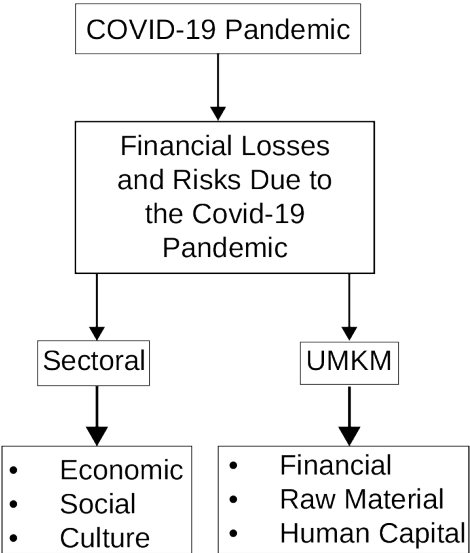 COVID-19 Pandemic
Financial Losses
and Risks Due to
the Covid-19
Pandemic
Sectoral
UMKM
• Economic
• Social
• Culture
• Financial
• Raw Material
• Human Capital